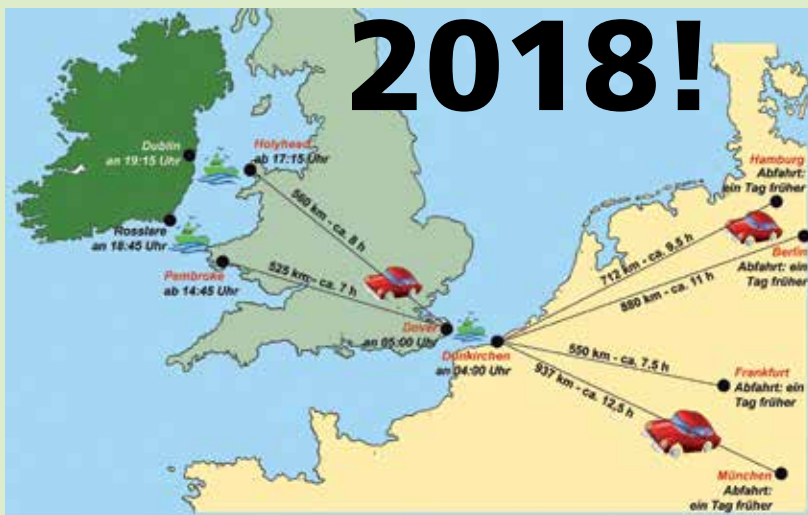 2018!
Dublin
an 19:15 Uhr
Holyhead
ab 17:15 Uhr
Hamburg
Abfahrt:
ein Tag früher
560 km - ca. 8 h
Rosslare
an 18:45 Uhr
712 km - ca. 9,5 h
Berlin
Abfahrt: ein
Tag früher
Pembroke
ab 14:45 Uhr
525 km - ca. 7 h
880 km - ca. 11 h
Dover
an 05:00 Uhr
Dünkirchen
an 04:00 Uhr
550 km - ca. 7,5 h
Frankfurt
Abfahrt: ein
Tag früher
937 km - ca. 12,5 h
München
Abfahrt:
ein Tag früher